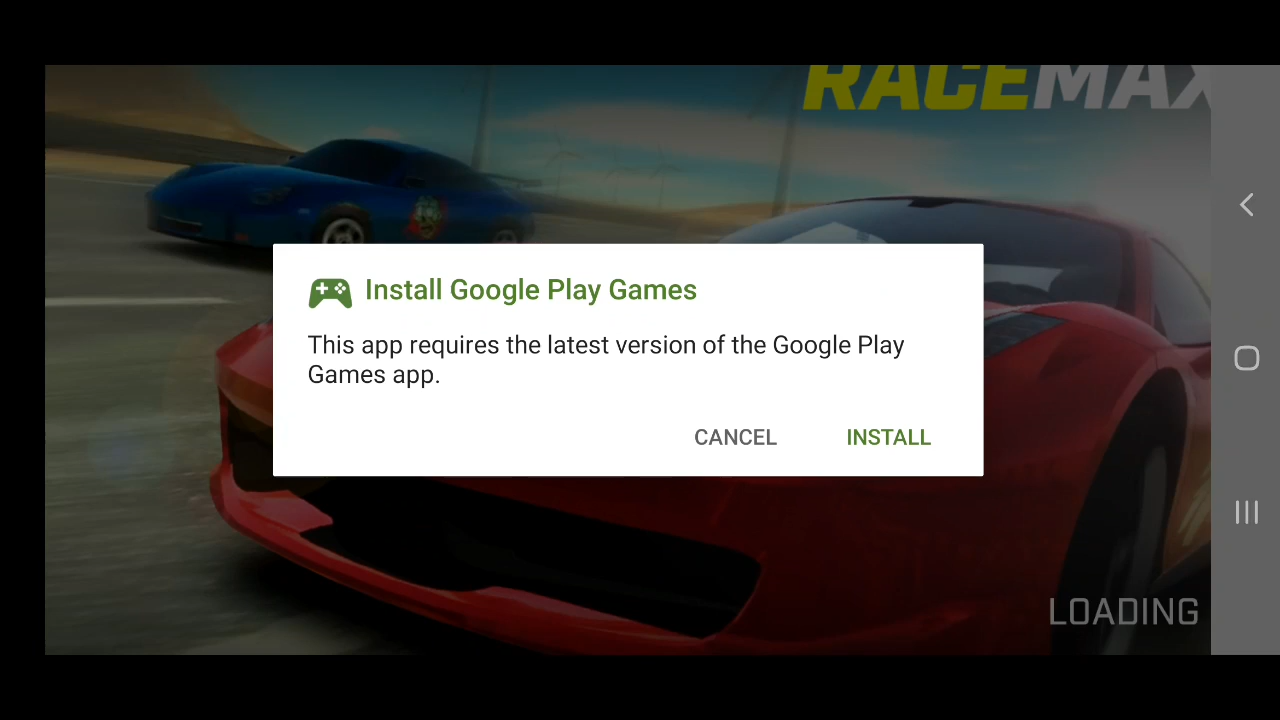 RACEMAX
Install Google Play Games
This app requires the latest version of the Google Play
Games app.
CANCEL
INSTALL
LOADING